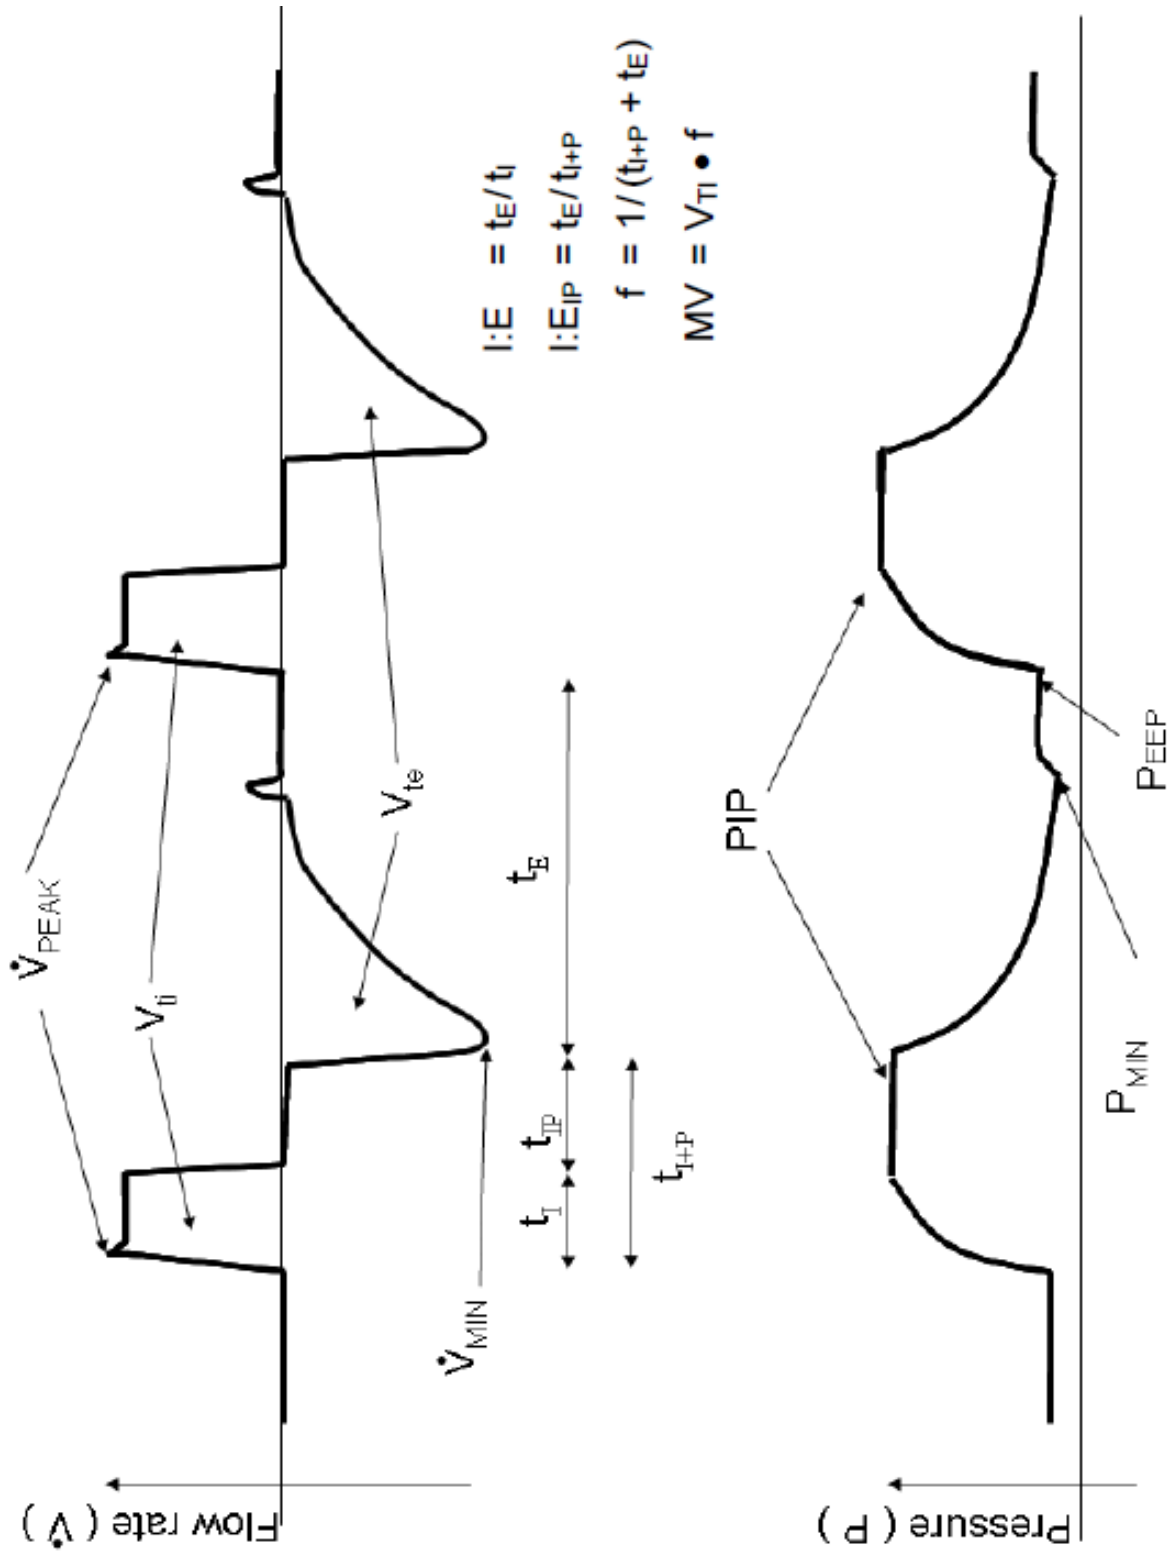 Flow rate ( V̇ )
V̇PEAK
Vti
Vte
V̇MIN
tI
tIP
tE
tI+P
I:E = tE/tI
I:EIP = tE/tI+P
f = 1/(tI+P + tE)
MV = VTI • f
Pressure ( P )
PIP
PMIN
PEEP